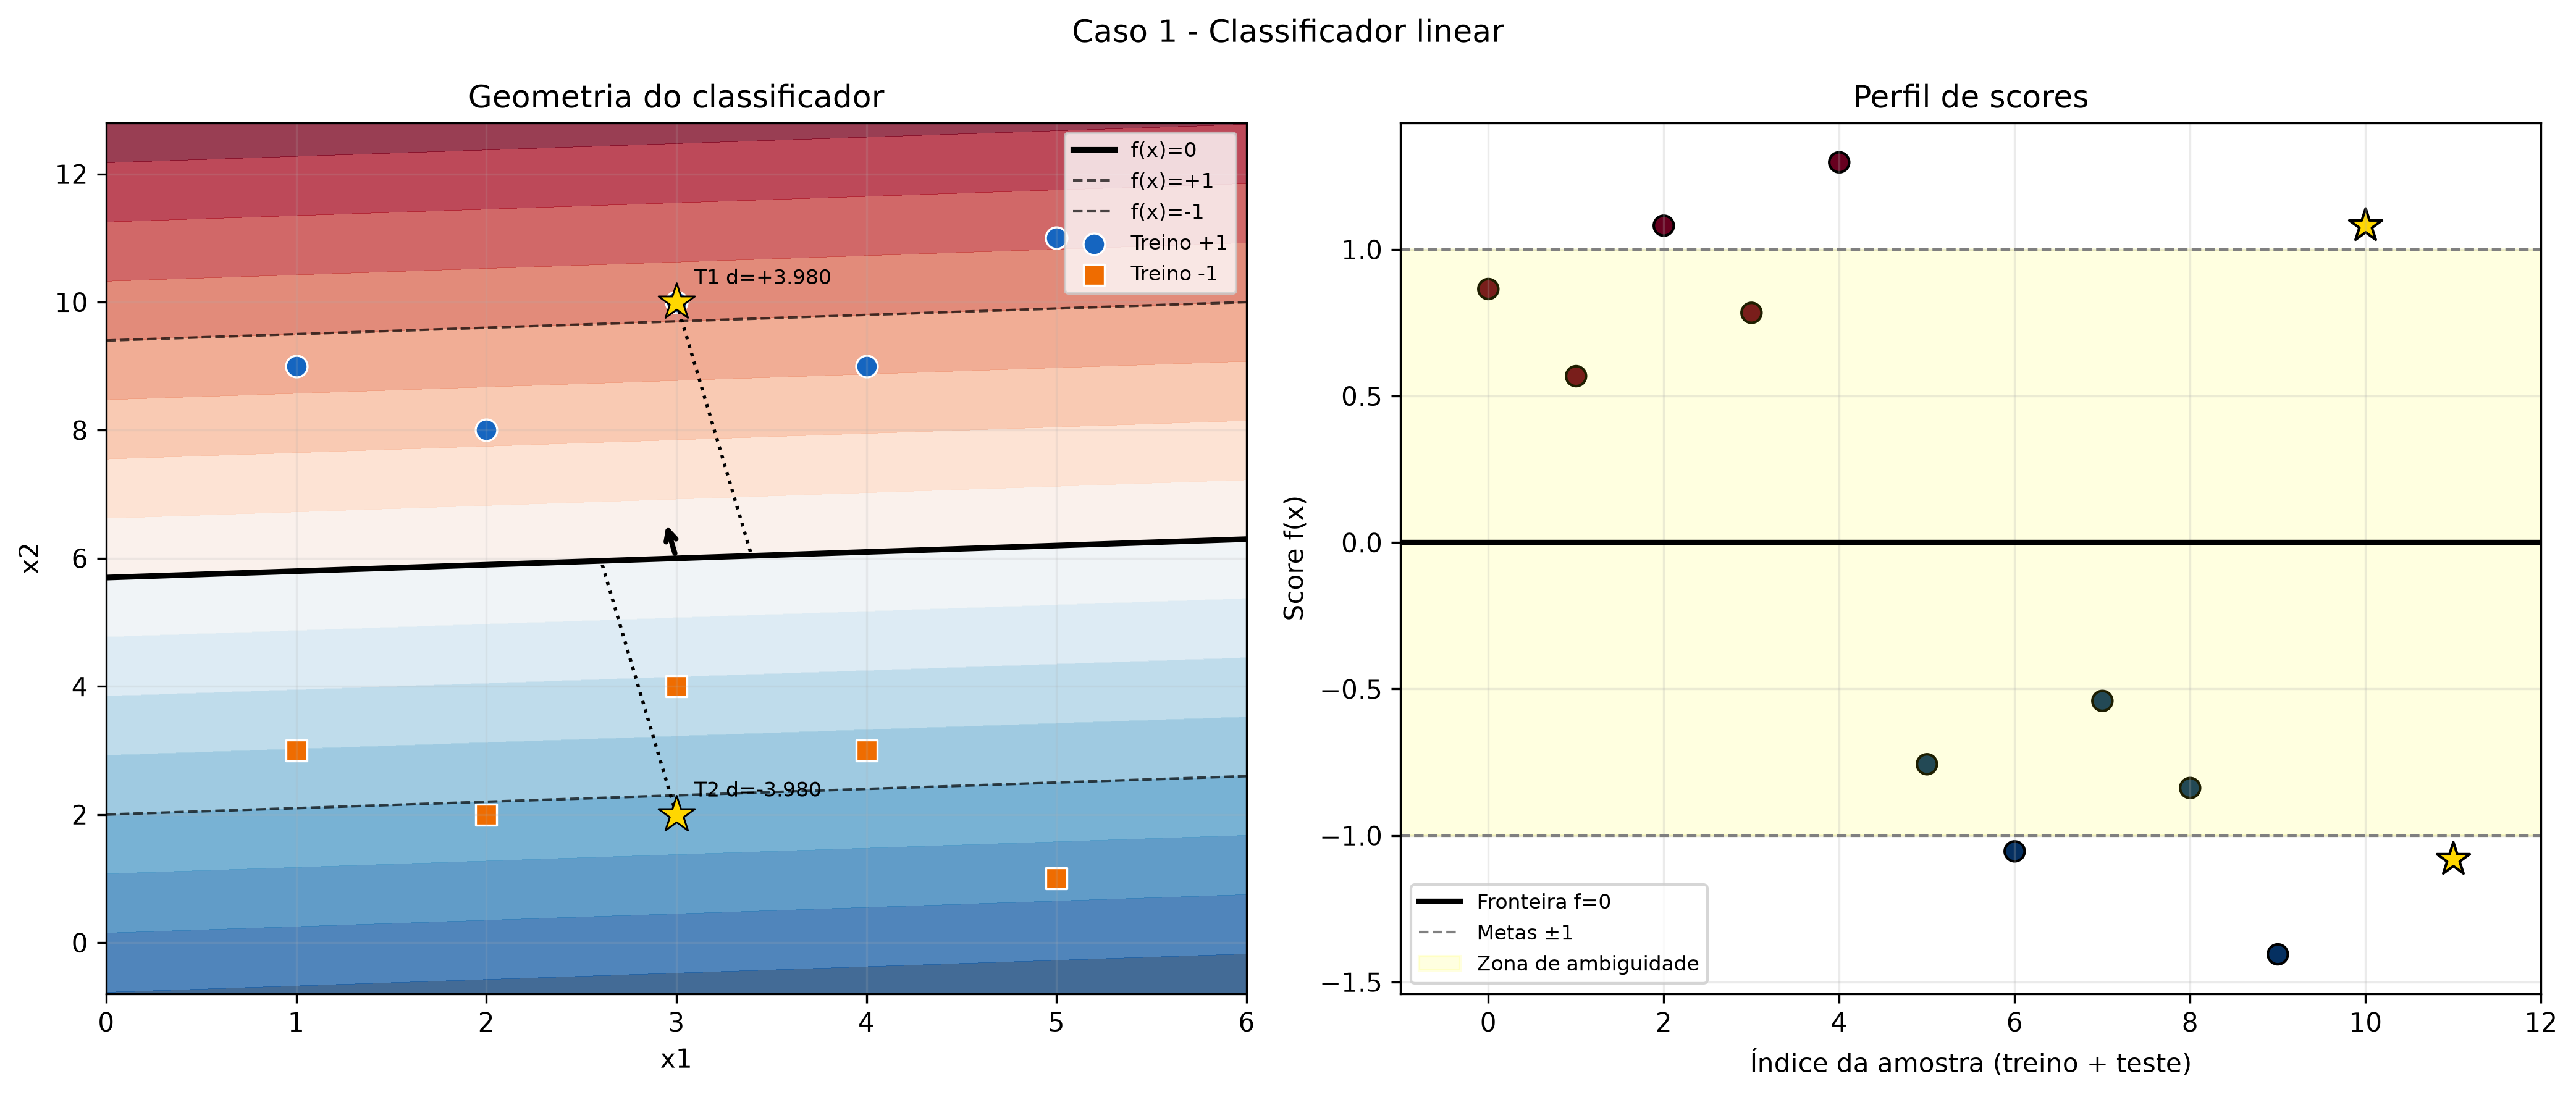 Caso 1 - Classificador linear
Geometria do classificador
x2
12
10
8
6
4
2
0
f(x)=0
f(x)=+1
f(x)=-1
Treino +1
Treino -1
T1 d=+3.980
T2 d=-3.980
0 1 2 3 4 5 6
x1
Perfil de scores
Score f(x)
1.0
0.5
0.0
−0.5
−1.0
−1.5
Fronteira f=0
Metas ±1
Zona de ambiguidade
0 2 4 6 8 10 12
Índice da amostra (treino + teste)